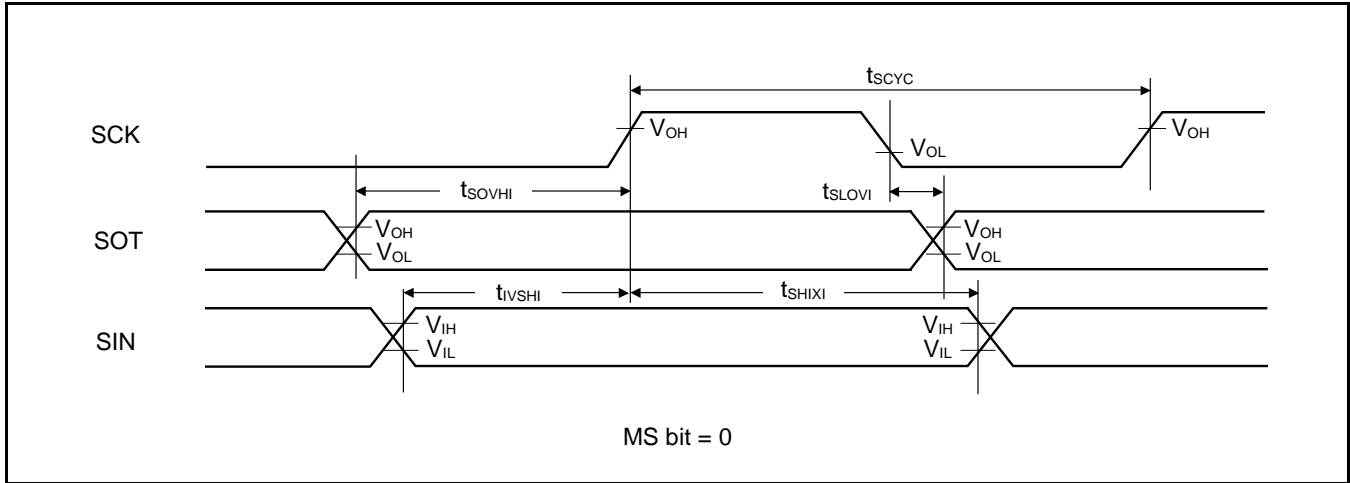 tSCYC
SCK
VOH
VOL
VOH
tSOVHI
tSLOVI
SOT
VOH
VOL
VOH
VOL
tIVSHI
tSHIXI
SIN
VIH
VIL
VIH
VIL
MS bit = 0